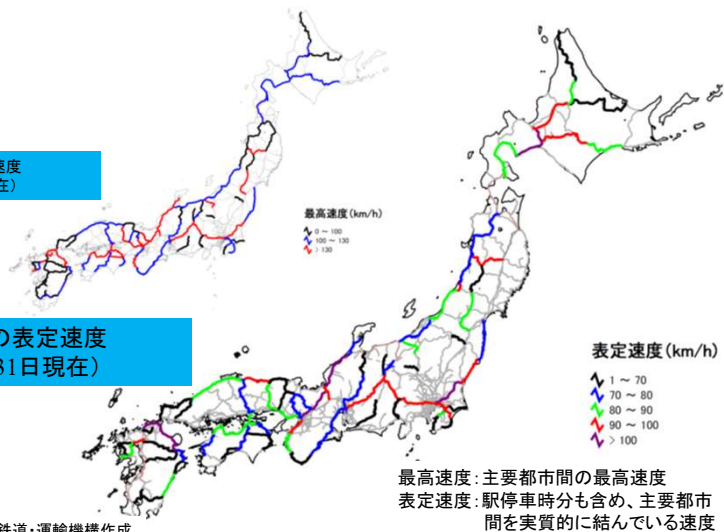 速度
在）
最高速度(km/h)
0 ～ 100
100 ～ 130
> 130
の表定速度
31日現在）
表定速度(km/h)
1 ～ 70
70 ～ 80
80 ～ 90
90 ～ 100
> 100
最高速度：主要都市間の最高速度
表定速度：駅停車時分も含め、主要都市
間を実質的に結んでいる速度
鉄道・運輸機構作成